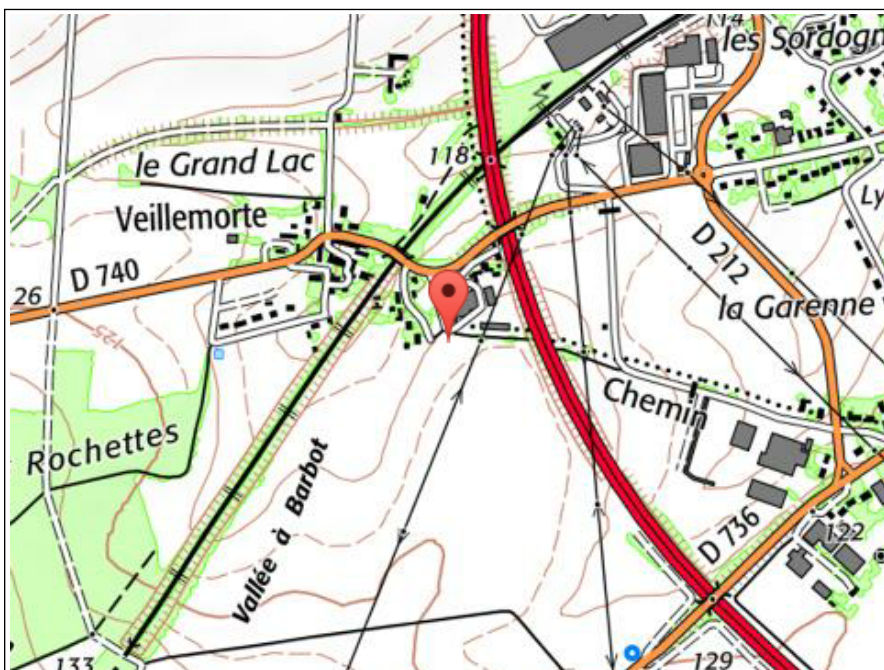 114
les Sordogn
118
le Grand Lac
Veillemorte
Ly
D 740
D 212
26
la Garenne
125
Chemin
Rochettes
Vallée à Barbot
D 736
122
133
129